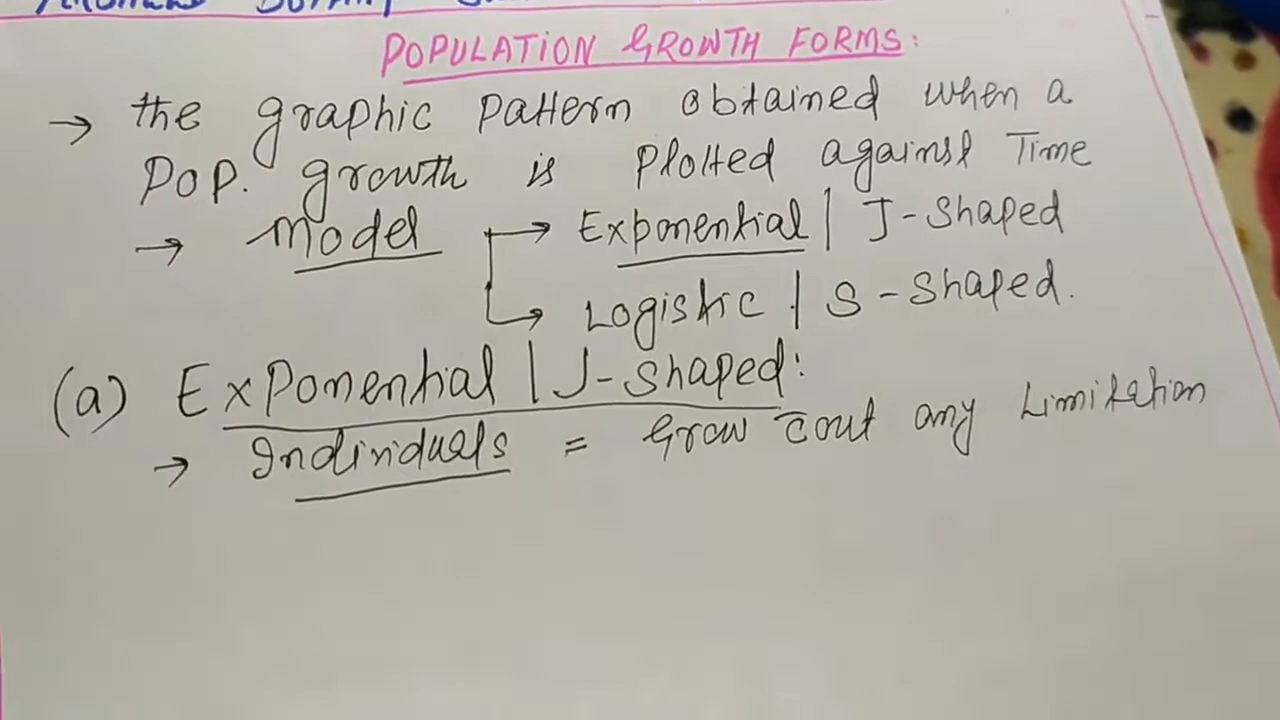 POPULATION GROWTH FORMS:
→ the graphic pattern obtained when a
pop. growth is plotted against Time
→ model → Exponential | J-shaped
→ Logistic | S-shaped.
(a) Exponential | J-shaped:
→ Individuals = Grow c̄out any Limitation